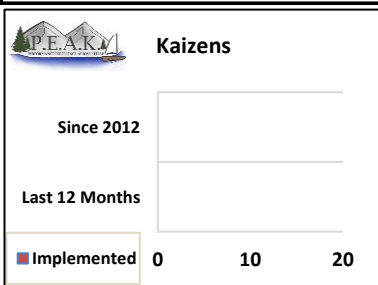 P.E.A.K.
Kaizens
Since 2012
Last 12 Months
Implemented
0 10 20